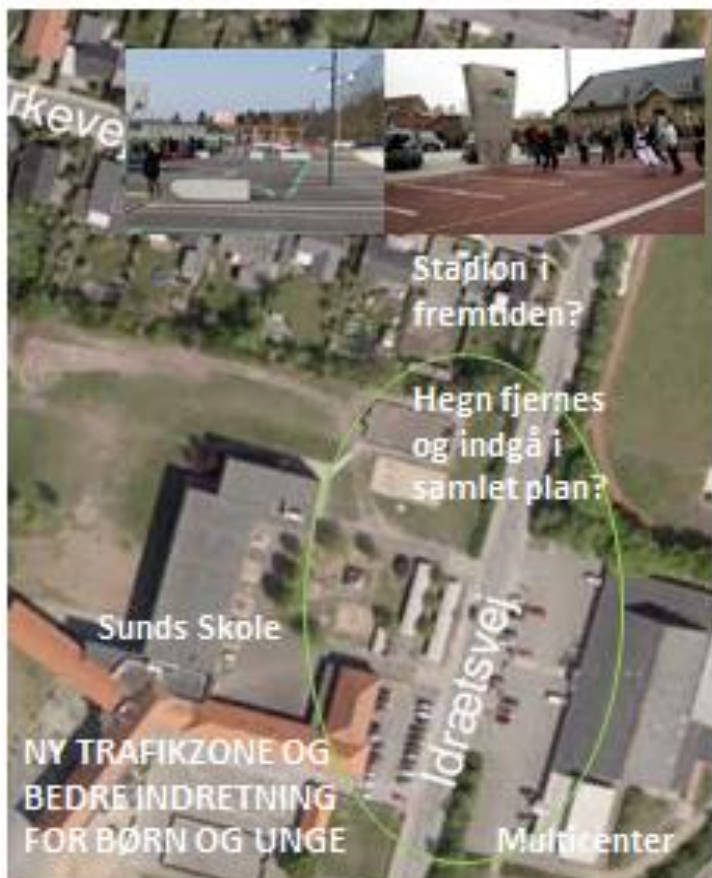 rkeve
Stadion i
fremtiden?
Hegn fjernes
og indgå i
samlet plan?
Sunds Skole
Idrætsvej
NY TRAFIKZONE OG
BEDRE INDRETNING
FOR BØRN OG UNGE
Multicenter